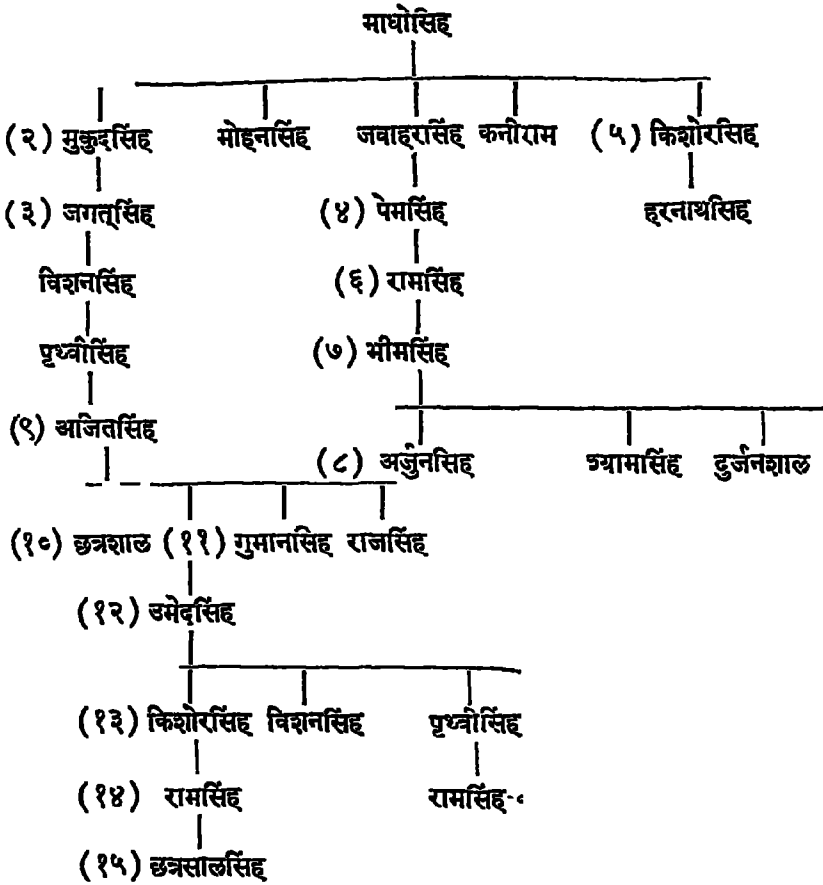 माधोसिंह
(२) मुकुदसिंह मोहनसिंह जवाहरासिंह कनीराम (५) किशोरसिंह
(३) जगत्सिंह (४) पेमसिंह हरनाथसिंह
विशनसिंह (६) रामसिंह
पृथ्वीसिंह (७) भीमसिंह
(९) अजितसिंह
(८) अर्जुनसिंह श्यामसिंह दुर्जनशाल
(१०) छत्रशाल (११) गुमानसिंह राजसिंह
(१२) उमेदसिंह
(१३) किशोरसिंह विशनसिंह पृथ्वीसिंह
(१४) रामसिंह रामसिंह
(१५) छत्रसालसिंह